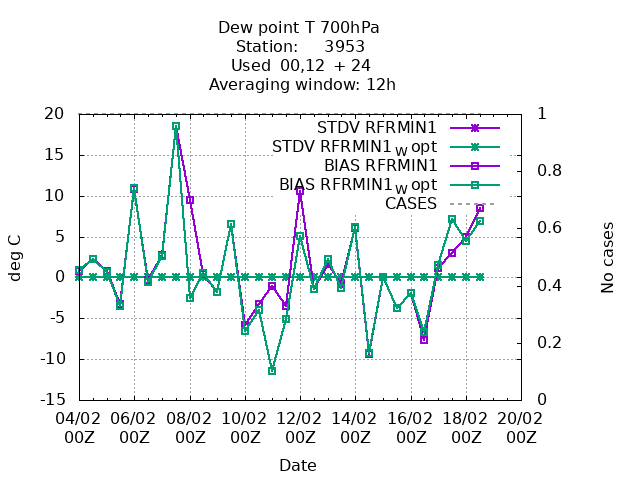 Dew point T 700hPa
Station: 3953
Used 00,12 + 24
Averaging window: 12h
20
15
10
5
0
-5
-10
-15
deg C
STDV RFRMIN1
STDV RFRMIN1w opt
BIAS RFRMIN1
BIAS RFRMIN1w opt
CASES
1
0.8
0.6
0.4
0.2
0
No cases
04/02 06/02 08/02 10/02 12/02 14/02 16/02 18/02 20/02
00Z 00Z 00Z 00Z 00Z 00Z 00Z 00Z 00Z
Date